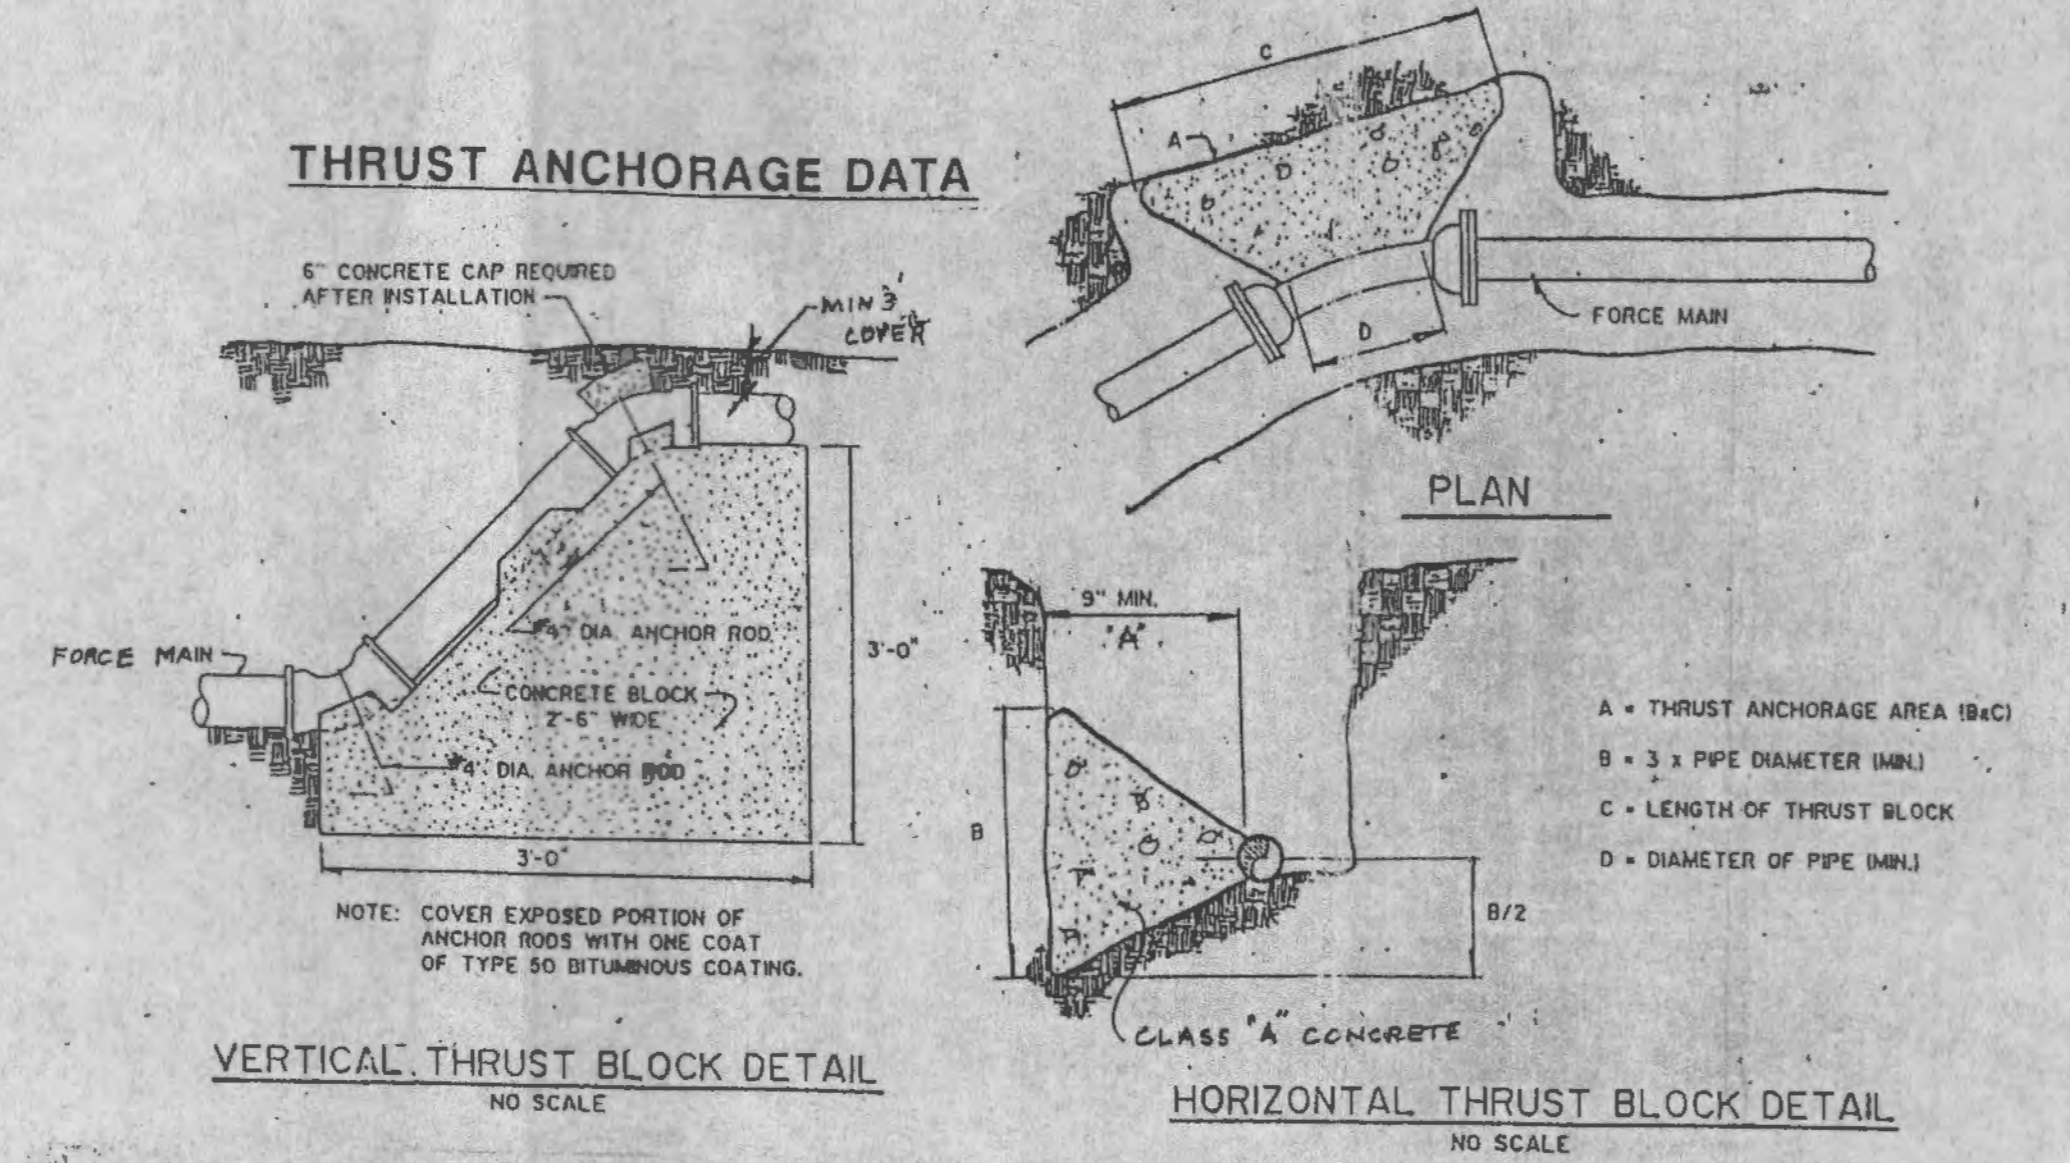 THRUST ANCHORAGE DATA
6" CONCRETE CAP REQUIRED
AFTER INSTALLATION
MIN 3'
COVER
FORCE MAIN
#4 DIA. ANCHOR ROD
CONCRETE BLOCK
2'-6" WIDE
#4 DIA. ANCHOR ROD
3'-0"
3'-0"
NOTE: COVER EXPOSED PORTION OF
ANCHOR RODS WITH ONE COAT
OF TYPE 50 BITUMINOUS COATING.
VERTICAL THRUST BLOCK DETAIL
NO SCALE
C
A
D
FORCE MAIN
PLAN
9" MIN.
"A"
B
B/2
CLASS "A" CONCRETE
A = THRUST ANCHORAGE AREA (BxC)
B = 3 x PIPE DIAMETER (MIN.)
C = LENGTH OF THRUST BLOCK
D = DIAMETER OF PIPE (MIN.)
HORIZONTAL THRUST BLOCK DETAIL
NO SCALE